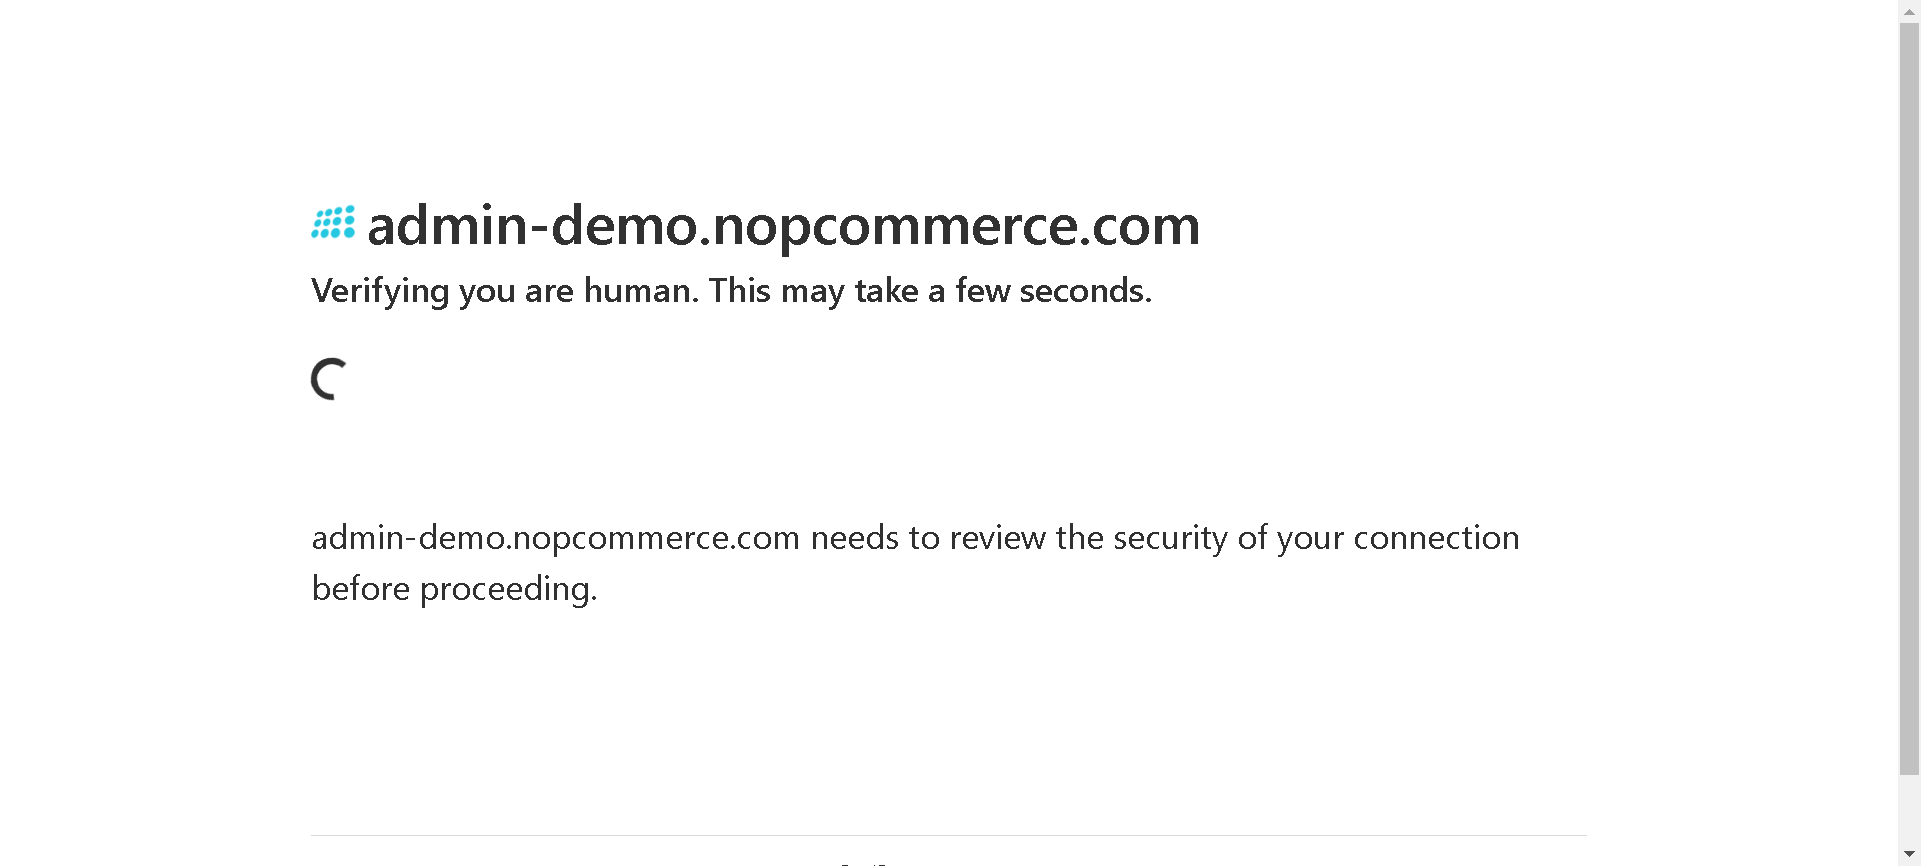 admin-demo.nopcommerce.com
Verifying you are human. This may take a few seconds.
admin-demo.nopcommerce.com needs to review the security of your connection
before proceeding.